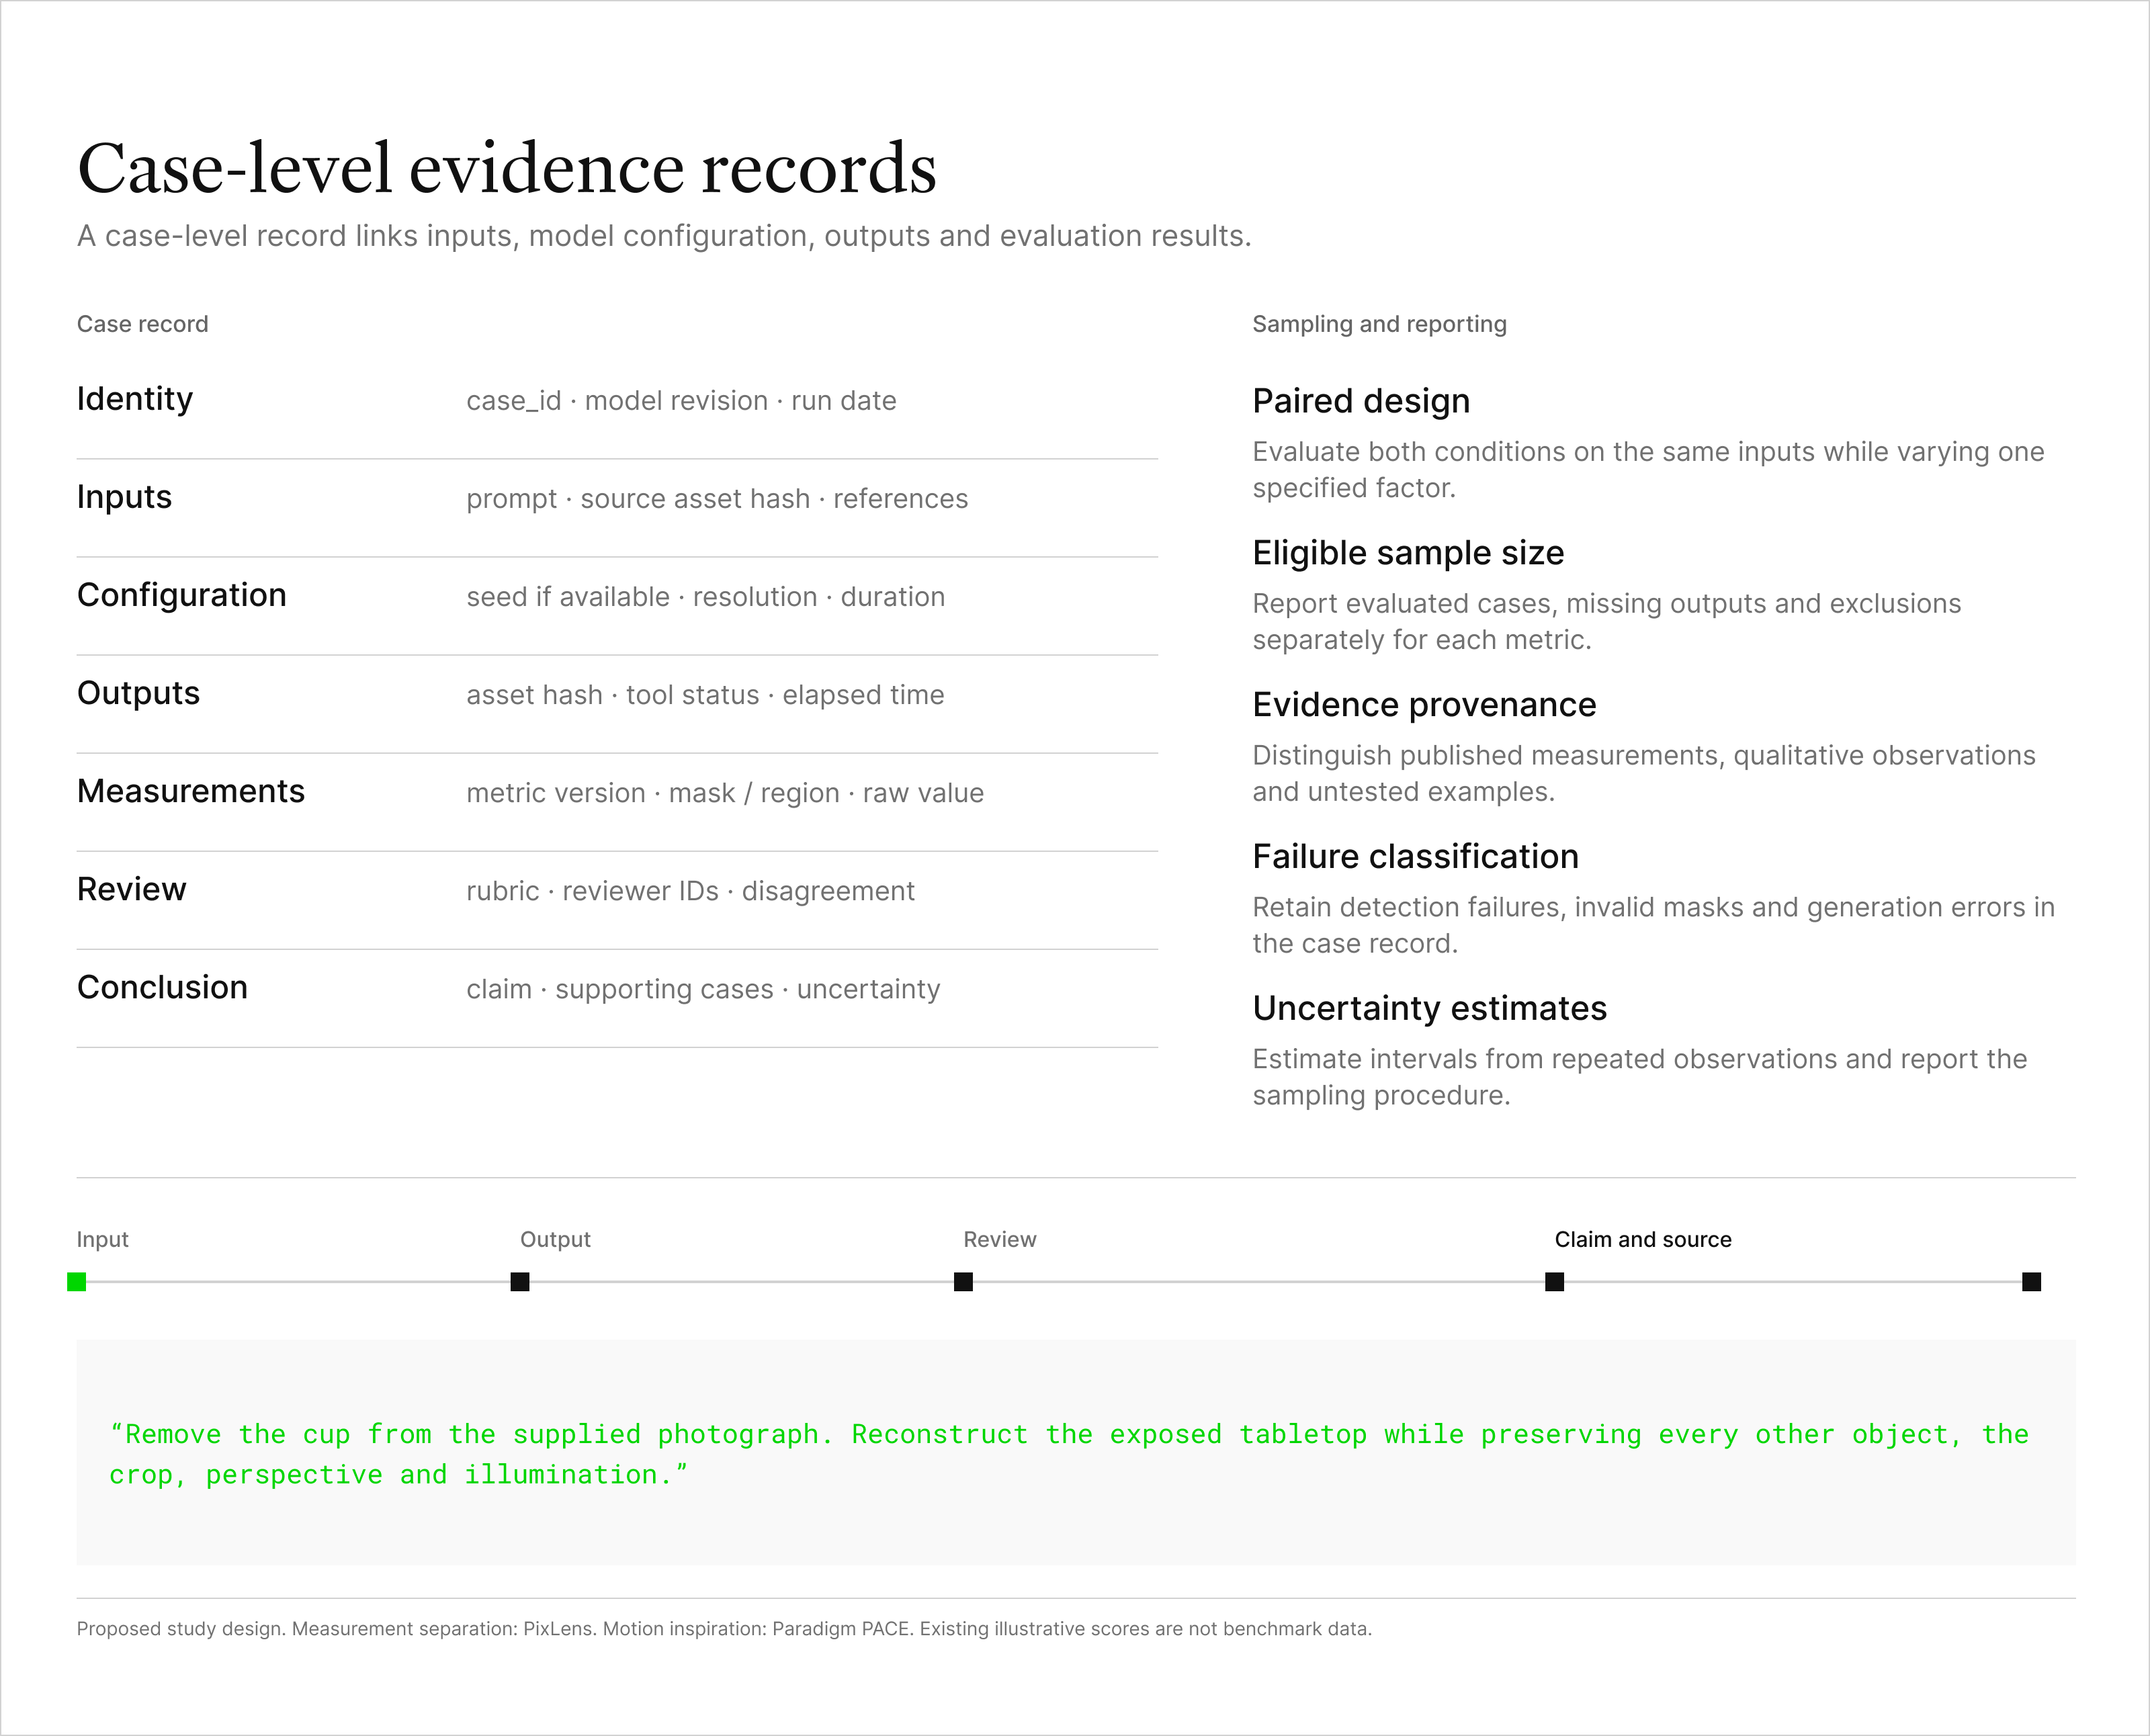 Case-level evidence records
A case-level record links inputs, model configuration, outputs and evaluation results.
Case record
Identity
case_id · model revision · run date
Inputs
prompt · source asset hash · references
Configuration
seed if available · resolution · duration
Outputs
asset hash · tool status · elapsed time
Measurements
metric version · mask / region · raw value
Review
rubric · reviewer IDs · disagreement
Conclusion
claim · supporting cases · uncertainty
Sampling and reporting
Paired design
Evaluate both conditions on the same inputs while varying one
specified factor.
Eligible sample size
Report evaluated cases, missing outputs and exclusions
separately for each metric.
Evidence provenance
Distinguish published measurements, qualitative observations
and untested examples.
Failure classification
Retain detection failures, invalid masks and generation errors in
the case record.
Uncertainty estimates
Estimate intervals from repeated observations and report the
sampling procedure.
Input
Output
Review
Claim and source
“Remove the cup from the supplied photograph. Reconstruct the exposed tabletop while preserving every other object, the
crop, perspective and illumination.”
Proposed study design. Measurement separation: PixLens. Motion inspiration: Paradigm PACE. Existing illustrative scores are not benchmark data.